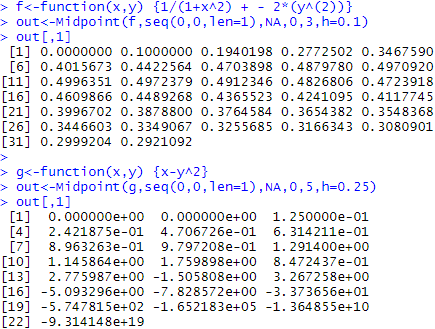 > f<-function(x,y) {1/(1+x^2) + - 2*(y^(2))}
> out<-Midpoint(f,seq(0,0,len=1),NA,0,3,h=0.1)
> out[,1]
[1] 0.0000000 0.1000000 0.1940198 0.2772502 0.3467590
[6] 0.4015673 0.4422564 0.4703898 0.4879780 0.4970920
[11] 0.4996351 0.4972379 0.4912346 0.4826806 0.4723918
[16] 0.4609866 0.4489268 0.4365523 0.4241095 0.4117745
[21] 0.3996702 0.3878800 0.3764584 0.3654382 0.3548368
[26] 0.3446603 0.3349067 0.3255685 0.3166343 0.3080901
[31] 0.2999204 0.2921092
>
> g<-function(x,y) {x-y^2}
> out<-Midpoint(g,seq(0,0,len=1),NA,0,5,h=0.25)
> out[,1]
[1] 0.000000e+00 0.000000e+00 1.250000e-01
[4] 2.421875e-01 4.706726e-01 6.314211e-01
[7] 8.963263e-01 9.797208e-01 1.291400e+00
[10] 1.145864e+00 1.759898e+00 8.472437e-01
[13] 2.775987e+00 -1.505808e+00 3.267258e+00
[16] -5.093296e+00 -7.828572e+00 -3.373656e+01
[19] -5.747815e+02 -1.652183e+05 -1.364855e+10
[22] -9.314148e+19